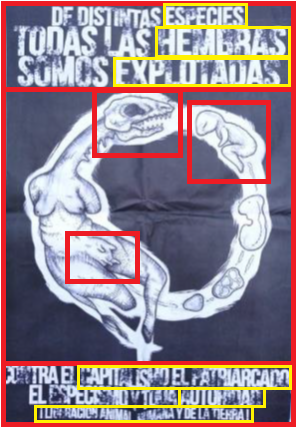 DE DISTINTAS ESPECIES
TODAS LAS HEMBRAS
SOMOS EXPLOTADAS
CONTRA EL CAPITALISMO EL PATRIARCADO
EL ESPECISMO Y TODA AUTORIDAD
LIBERACION ANIMAL HUMANA Y DE LA TIERRA